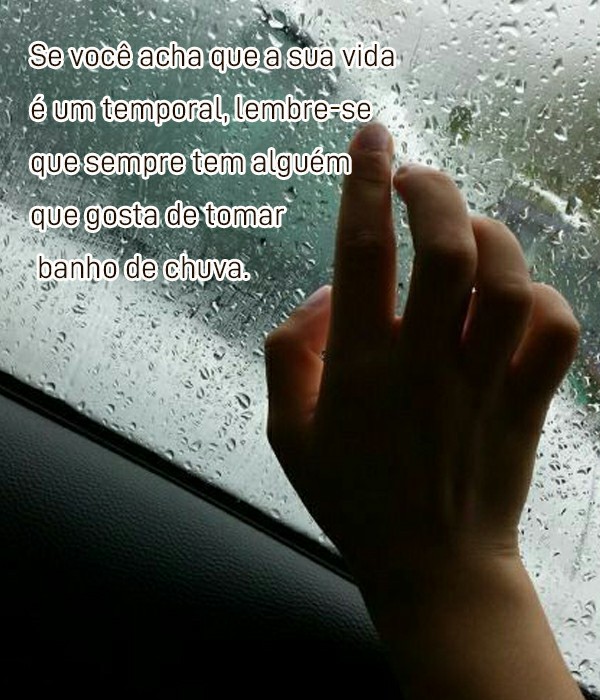 Se você acha que a sua vida
é um temporal, lembre-se
que sempre tem alguém
que gosta de tomar
banho de chuva.